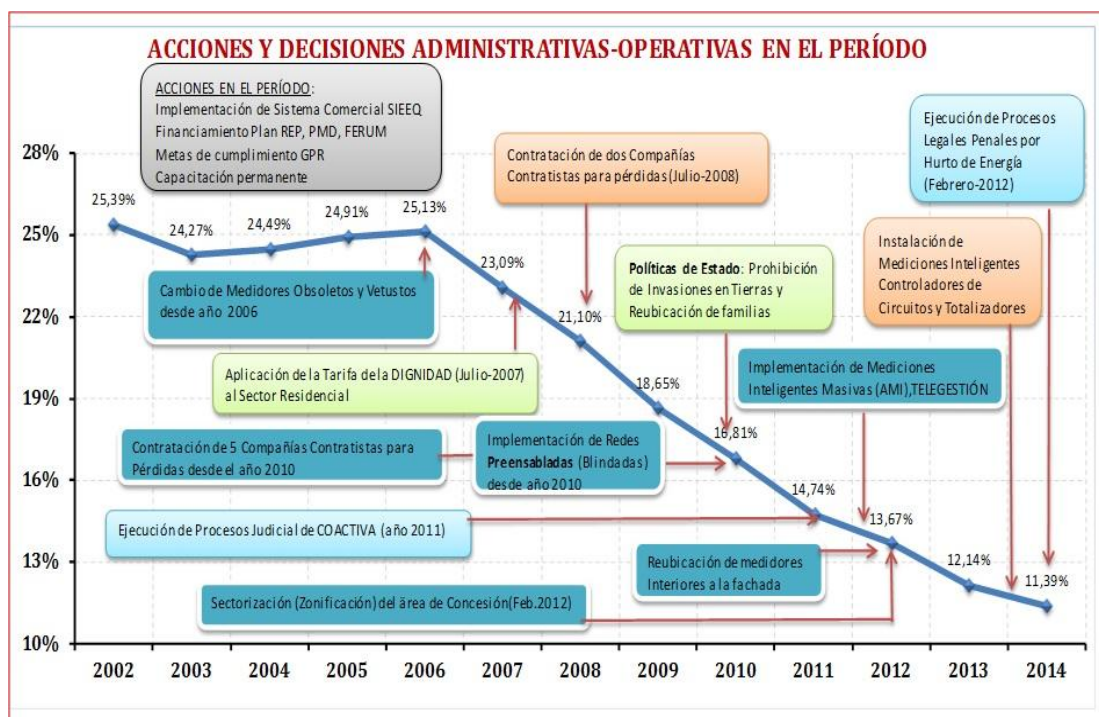 ACCIONES Y DECISIONES ADMINISTRATIVAS-OPERATIVAS EN EL PERÍODO
ACCIONES EN EL PERÍODO:
Implementación de Sistema Comercial SIEEQ
Financiamiento Plan REP, PMD, FERUM
Metas de cumplimiento GPR
Capacitación permanente
Contratación de dos Compañías
Contratistas para pérdidas (Julio-2008)
Ejecución de Procesos
Legales Penales por
Hurto de Energía
(Febrero-2012)
Instalación de
Mediciones Inteligentes
Controladores de
Circuitos y Totalizadores
Políticas de Estado: Prohibición
de Invasiones en Tierras y
Reubicación de familias
Cambio de Medidores Obsoletos y Vetustos
desde año 2006
Aplicación de la Tarifa de la DIGNIDAD (Julio-2007)
al Sector Residencial
Implementación de Mediciones
Inteligentes Masivas (AMI),TELEGESTIÓN
Contratación de 5 Compañías Contratistas para
Pérdidas desde el año 2010
Implementación de Redes
Preensabladas (Blindadas)
desde año 2010
Ejecución de Procesos Judicial de COACTIVA (año 2011)
Reubicación de medidores
Interiores a la fachada
Sectorización (Zonificación) del área de Concesión(Feb.2012)
28%
25%
22%
19%
16%
13%
10%
25,39%
24,27%
24,49%
24,91%
25,13%
23,09%
21,10%
18,65%
16,81%
14,74%
13,67%
12,14%
11,39%
2002 2003 2004 2005 2006 2007 2008 2009 2010 2011 2012 2013 2014